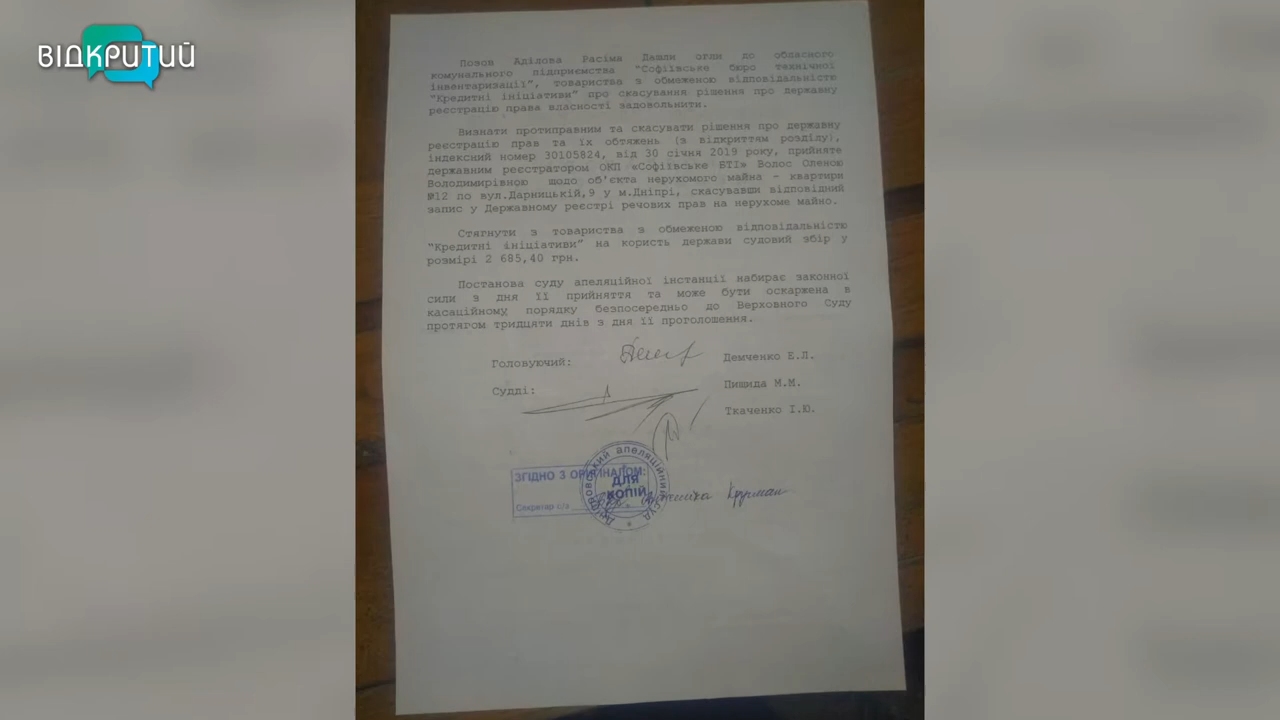 ВІДКРИТИЙ
Позов Аділова Расіма Дашли огли до обласного
комунального підприємства "Софіївське бюро технічної
інвентаризації", товариства з обмеженою відповідальністю
"Кредитні ініціативи" про скасування рішення про державну
реєстрацію права власності задовольнити.
Визнати протиправним та скасувати рішення про державну
реєстрацію прав та їх обтяжень (з відкриттям розділу),
індексний номер 30105824, від 30 січня 2019 року, прийняте
державним реєстратором ОКП «Софіївське БТІ» Волос Оленою
Володимирівною щодо об'єкта нерухомого майна - квартири
№12 по вул.Дарницькій,9 у м.Дніпрі, скасувавши відповідний
запис у Державному реєстрі речових прав на нерухоме майно.
Стягнути з товариства з обмеженою відповідальністю
"Кредитні ініціативи" на користь держави судовий збір у
розмірі 2 685,40 грн.
Постанова суду апеляційної інстанції набирає законної
сили з дня її прийняття та може бути оскаржена в
касаційному порядку безпосередньо до Верховного Суду
протягом тридцяти днів з дня її проголошення.
Головуючий: Демченко Е.Л.
Судді: Пищида М.М.
Ткаченко І.Ю.
ЗГІДНО З ОРИГІНАЛОМ:
Секретар с/з
Дніпровський апеляційний суд
ДЛЯ
КОПІЙ